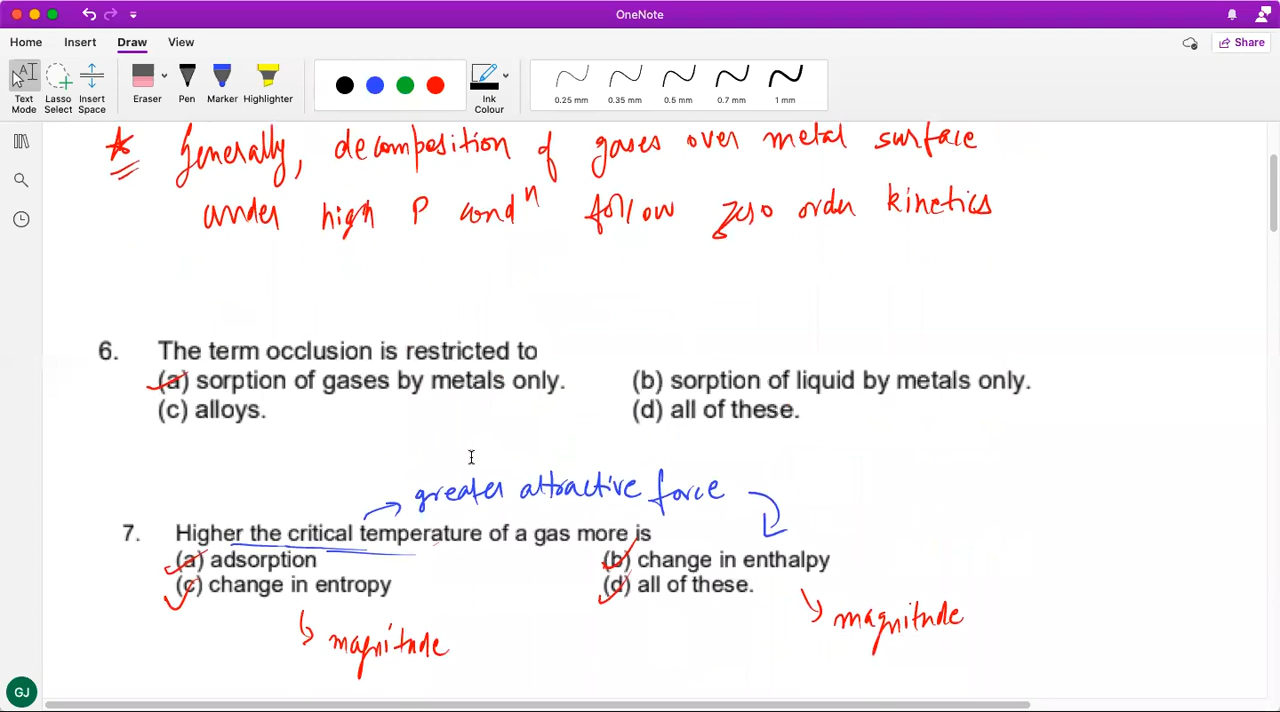 OneNote
Home Insert Draw View
Share
Text Mode
Lasso Select
Insert Space
Eraser
Pen
Marker
Highlighter
Ink Colour
0.25 mm 0.35 mm 0.5 mm 0.7 mm 1 mm
Generally, decomposition of gases over metal surface
under high P condⁿ follow zero order kinetics
6. The term occlusion is restricted to
(a) sorption of gases by metals only. (b) sorption of liquid by metals only.
(c) alloys. (d) all of these.
greater attractive force
7. Higher the critical temperature of a gas more is
(a) adsorption (b) change in enthalpy
(c) change in entropy (d) all of these.
magnitude magnitude
GJ